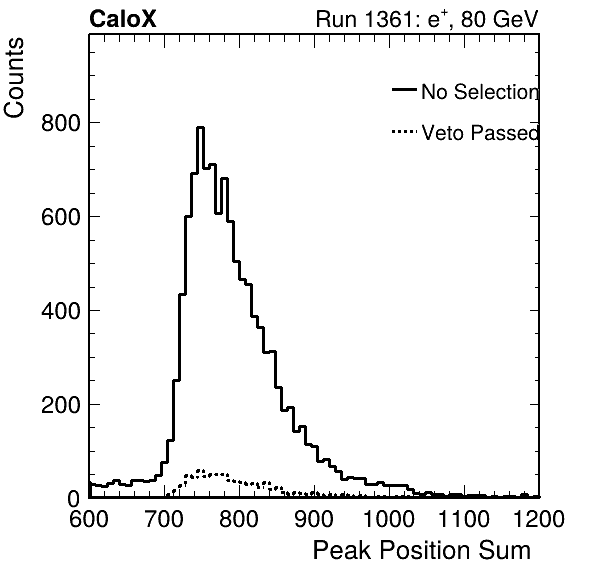 CaloX Run 1361: e⁺, 80 GeV
Counts
No Selection
Veto Passed
800
600
400
200
0
600 700 800 900 1000 1100 1200
Peak Position Sum